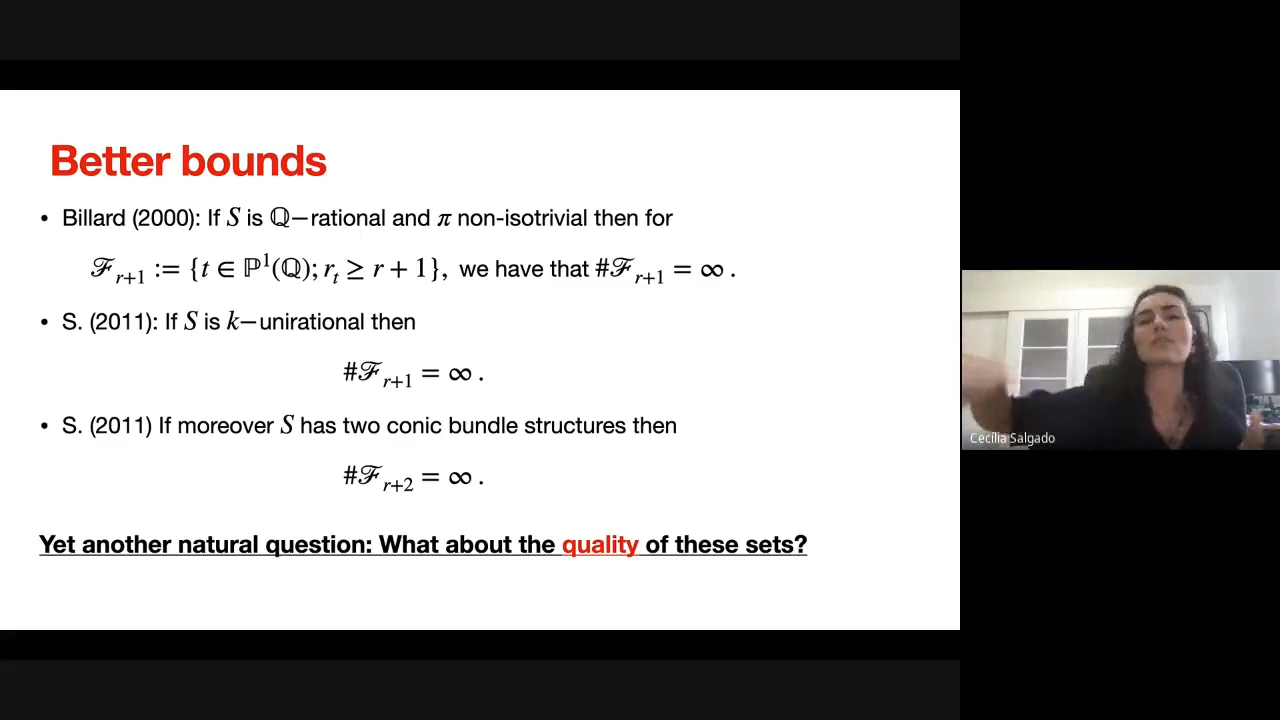 Better bounds
• Billard (2000): If S is ℚ−rational and π non-isotrivial then for
ℱ_{r+1} := {t ∈ ℙ¹(ℚ); r_t ≥ r + 1}, we have that #ℱ_{r+1} = ∞ .
• S. (2011): If S is k−unirational then
#ℱ_{r+1} = ∞ .
• S. (2011) If moreover S has two conic bundle structures then
#ℱ_{r+2} = ∞ .
Yet another natural question: What about the quality of these sets?
Cecília Salgado